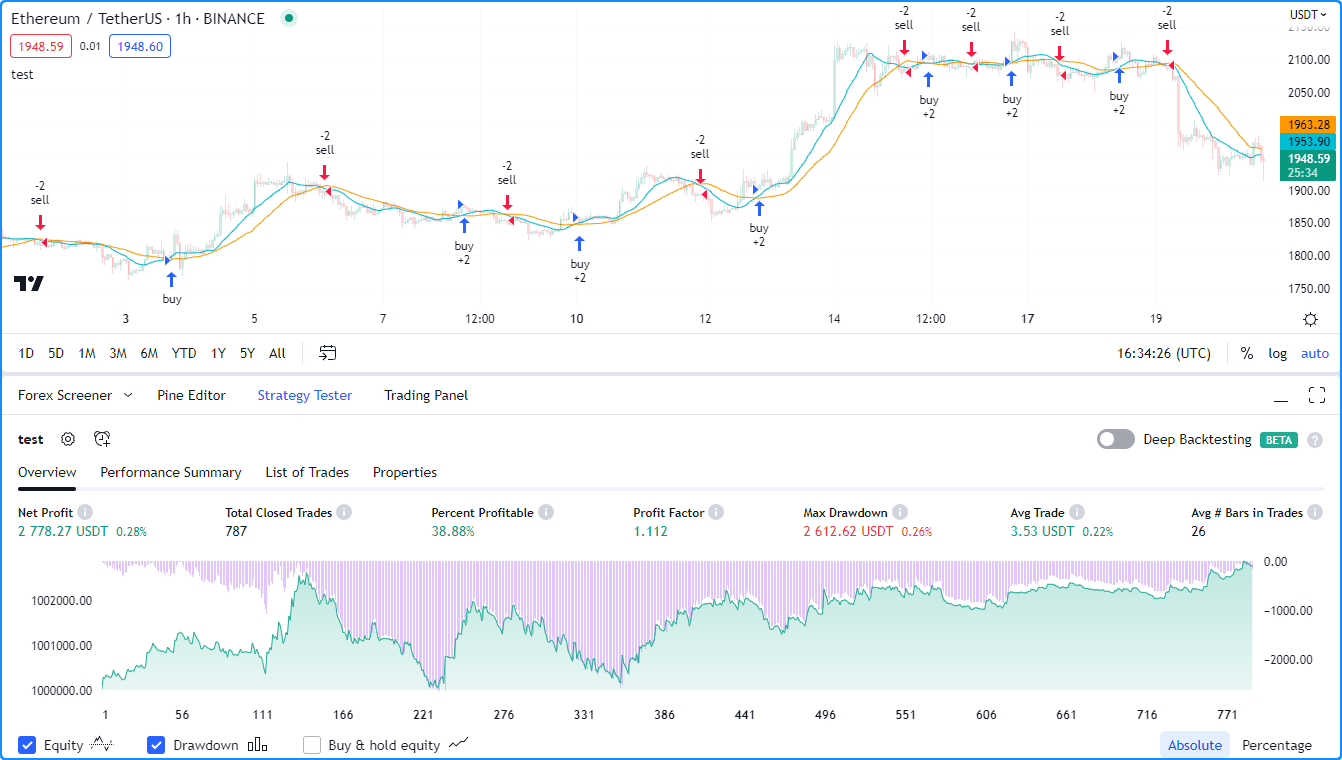 Ethereum / TetherUS · 1h · BINANCE
USDT
1948.59 0.01 1948.60
test
-2
sell
-2
sell
-2
sell
-2
sell
-2
sell
-2
sell
-2
sell
-2
sell
buy
buy
+2
buy
+2
buy
+2
buy
+2
buy
+2
buy
+2
2150.00
2100.00
2050.00
1963.28
1953.90
1948.59
25:34
1900.00
1850.00
1800.00
1750.00
3 5 7 12:00 10 12 14 12:00 17 19
1D 5D 1M 3M 6M YTD 1Y 5Y All 16:34:26 (UTC) % log auto
Forex Screener Pine Editor Strategy Tester Trading Panel
test Deep Backtesting BETA ?
Overview Performance Summary List of Trades Properties
Net Profit Total Closed Trades Percent Profitable Profit Factor Max Drawdown Avg Trade Avg # Bars in Trades
2 778.27 USDT 0.28% 787 38.88% 1.112 2 612.62 USDT 0.26% 3.53 USDT 0.22% 26
0.00
1002000.00 −1000.00
1001000.00 −2000.00
1000000.00
1 56 111 166 221 276 331 386 441 496 551 606 661 716 771
Equity Drawdown Buy & hold equity Absolute Percentage